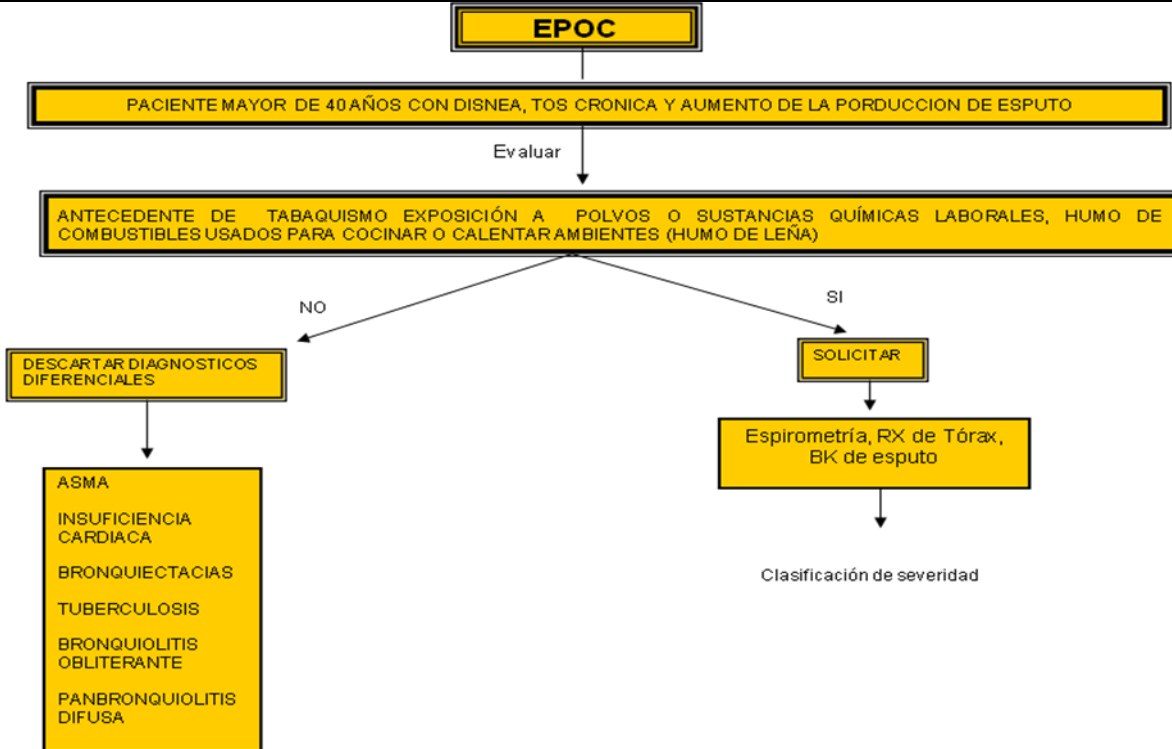 EPOC
PACIENTE MAYOR DE 40 AÑOS CON DISNEA, TOS CRONICA Y AUMENTO DE LA PORDUCCION DE ESPUTO
Evaluar
ANTECEDENTE DE TABAQUISMO EXPOSICIÓN A POLVOS O SUSTANCIAS QUÍMICAS LABORALES, HUMO DE
COMBUSTIBLES USADOS PARA COCINAR O CALENTAR AMBIENTES (HUMO DE LEÑA)
NO
SI
DESCARTAR DIAGNOSTICOS
DIFERENCIALES
SOLICITAR
Espirometría, RX de Tórax,
BK de esputo
Clasificación de severidad
ASMA
INSUFICIENCIA
CARDIACA
BRONQUIECTACIAS
TUBERCULOSIS
BRONQUIOLITIS
OBLITERANTE
PANBRONQUIOLITIS
DIFUSA